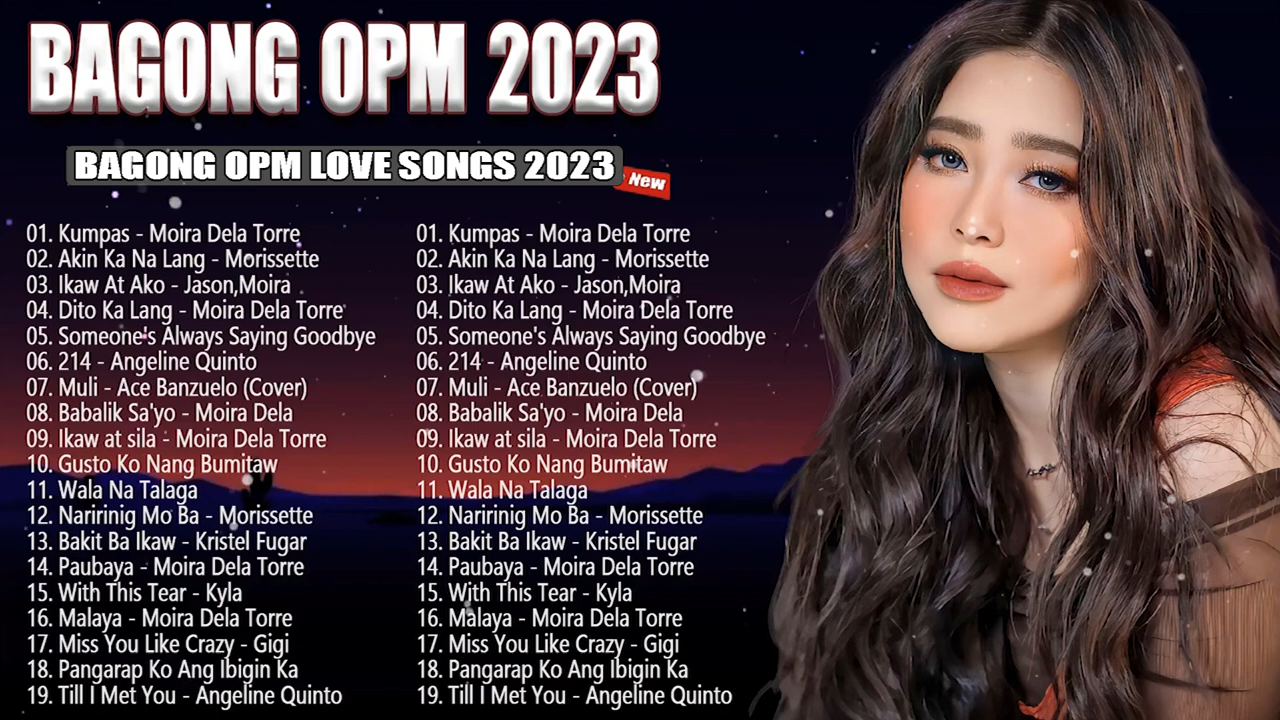 BAGONG OPM 2023
BAGONG OPM LOVE SONGS 2023
New
01. Kumpas - Moira Dela Torre
02. Akin Ka Na Lang - Morissette
03. Ikaw At Ako - Jason,Moira
04. Dito Ka Lang - Moira Dela Torre
05. Someone's Always Saying Goodbye
06. 214 - Angeline Quinto
07. Muli - Ace Banzuelo (Cover)
08. Babalik Sa'yo - Moira Dela
09. Ikaw at sila - Moira Dela Torre
10. Gusto Ko Nang Bumitaw
11. Wala Na Talaga
12. Naririnig Mo Ba - Morissette
13. Bakit Ba Ikaw - Kristel Fugar
14. Paubaya - Moira Dela Torre
15. With This Tear - Kyla
16. Malaya - Moira Dela Torre
17. Miss You Like Crazy - Gigi
18. Pangarap Ko Ang Ibigin Ka
19. Till I Met You - Angeline Quinto
01. Kumpas - Moira Dela Torre
02. Akin Ka Na Lang - Morissette
03. Ikaw At Ako - Jason,Moira
04. Dito Ka Lang - Moira Dela Torre
05. Someone's Always Saying Goodbye
06. 214 - Angeline Quinto
07. Muli - Ace Banzuelo (Cover)
08. Babalik Sa'yo - Moira Dela
09. Ikaw at sila - Moira Dela Torre
10. Gusto Ko Nang Bumitaw
11. Wala Na Talaga
12. Naririnig Mo Ba - Morissette
13. Bakit Ba Ikaw - Kristel Fugar
14. Paubaya - Moira Dela Torre
15. With This Tear - Kyla
16. Malaya - Moira Dela Torre
17. Miss You Like Crazy - Gigi
18. Pangarap Ko Ang Ibigin Ka
19. Till I Met You - Angeline Quinto